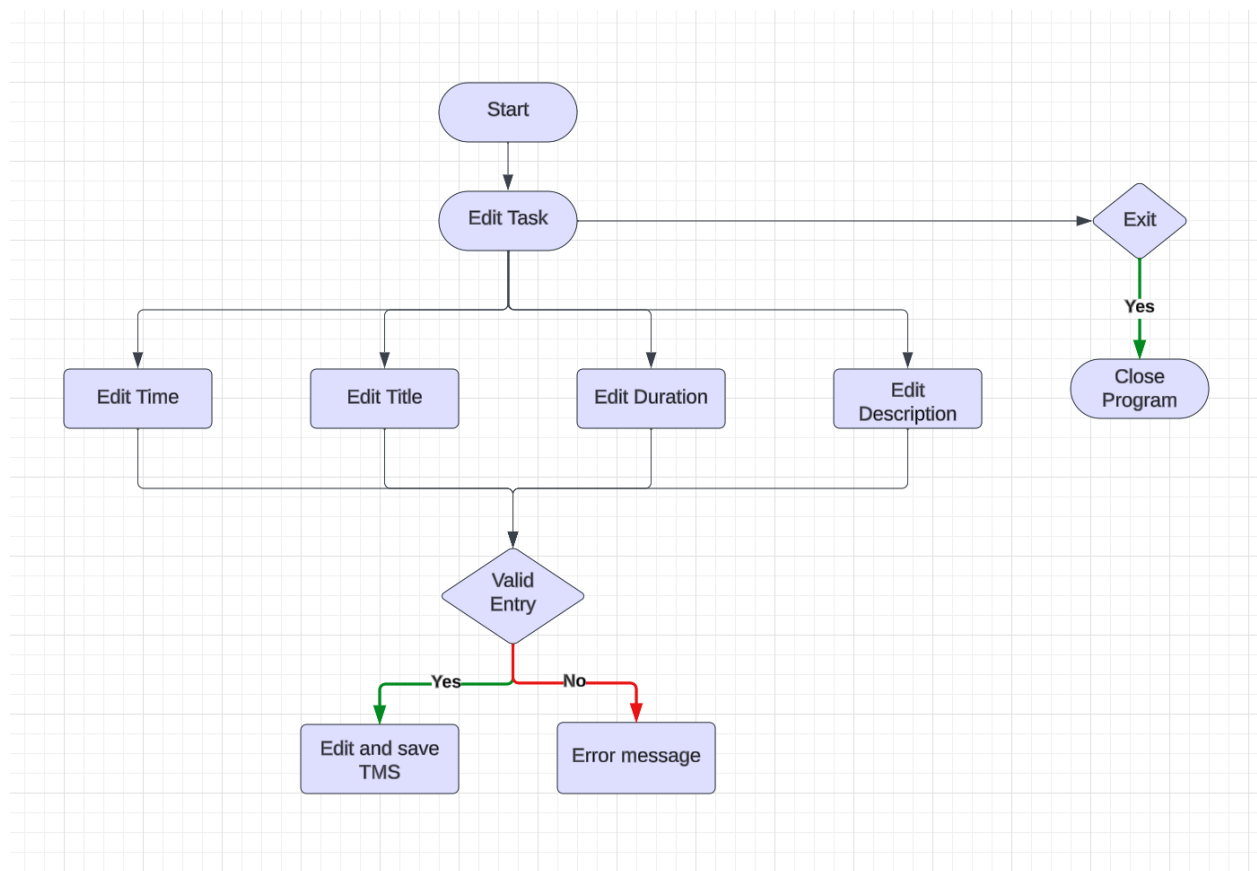 Start
Edit Task
Exit
Yes
Close
Program
Edit Time
Edit Title
Edit Duration
Edit
Description
Valid
Entry
Yes
No
Edit and save
TMS
Error message